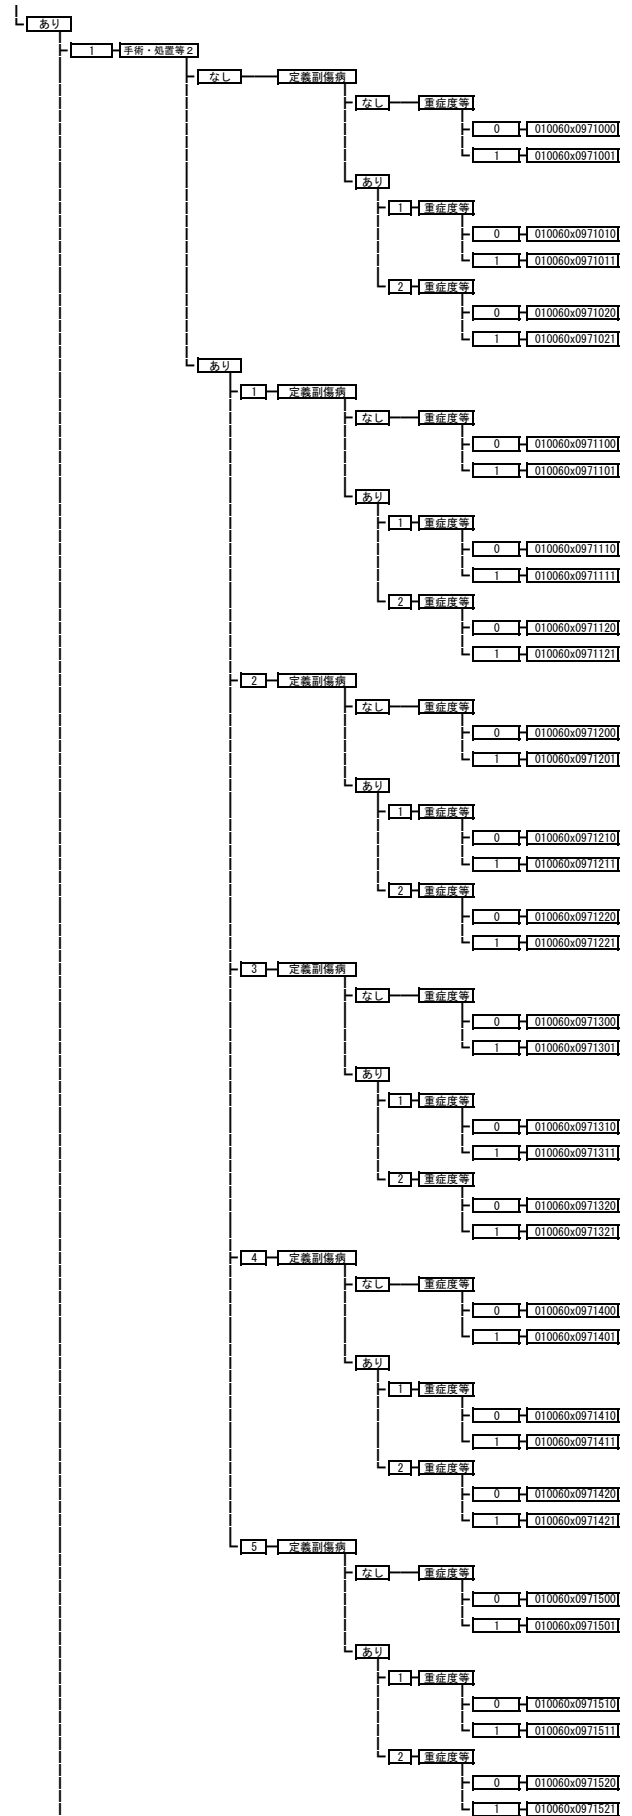 あり
1 手術・処置等２
なし 定義副傷病
なし 重症度等
0 010060x0971000
1 010060x0971001
あり
1 重症度等
0 010060x0971010
1 010060x0971011
2 重症度等
0 010060x0971020
1 010060x0971021
あり
1 定義副傷病
なし 重症度等
0 010060x0971100
1 010060x0971101
あり
1 重症度等
0 010060x0971110
1 010060x0971111
2 重症度等
0 010060x0971120
1 010060x0971121
2 定義副傷病
なし 重症度等
0 010060x0971200
1 010060x0971201
あり
1 重症度等
0 010060x0971210
1 010060x0971211
2 重症度等
0 010060x0971220
1 010060x0971221
3 定義副傷病
なし 重症度等
0 010060x0971300
1 010060x0971301
あり
1 重症度等
0 010060x0971310
1 010060x0971311
2 重症度等
0 010060x0971320
1 010060x0971321
4 定義副傷病
なし 重症度等
0 010060x0971400
1 010060x0971401
あり
1 重症度等
0 010060x0971410
1 010060x0971411
2 重症度等
0 010060x0971420
1 010060x0971421
5 定義副傷病
なし 重症度等
0 010060x0971500
1 010060x0971501
あり
1 重症度等
0 010060x0971510
1 010060x0971511
2 重症度等
0 010060x0971520
1 010060x0971521